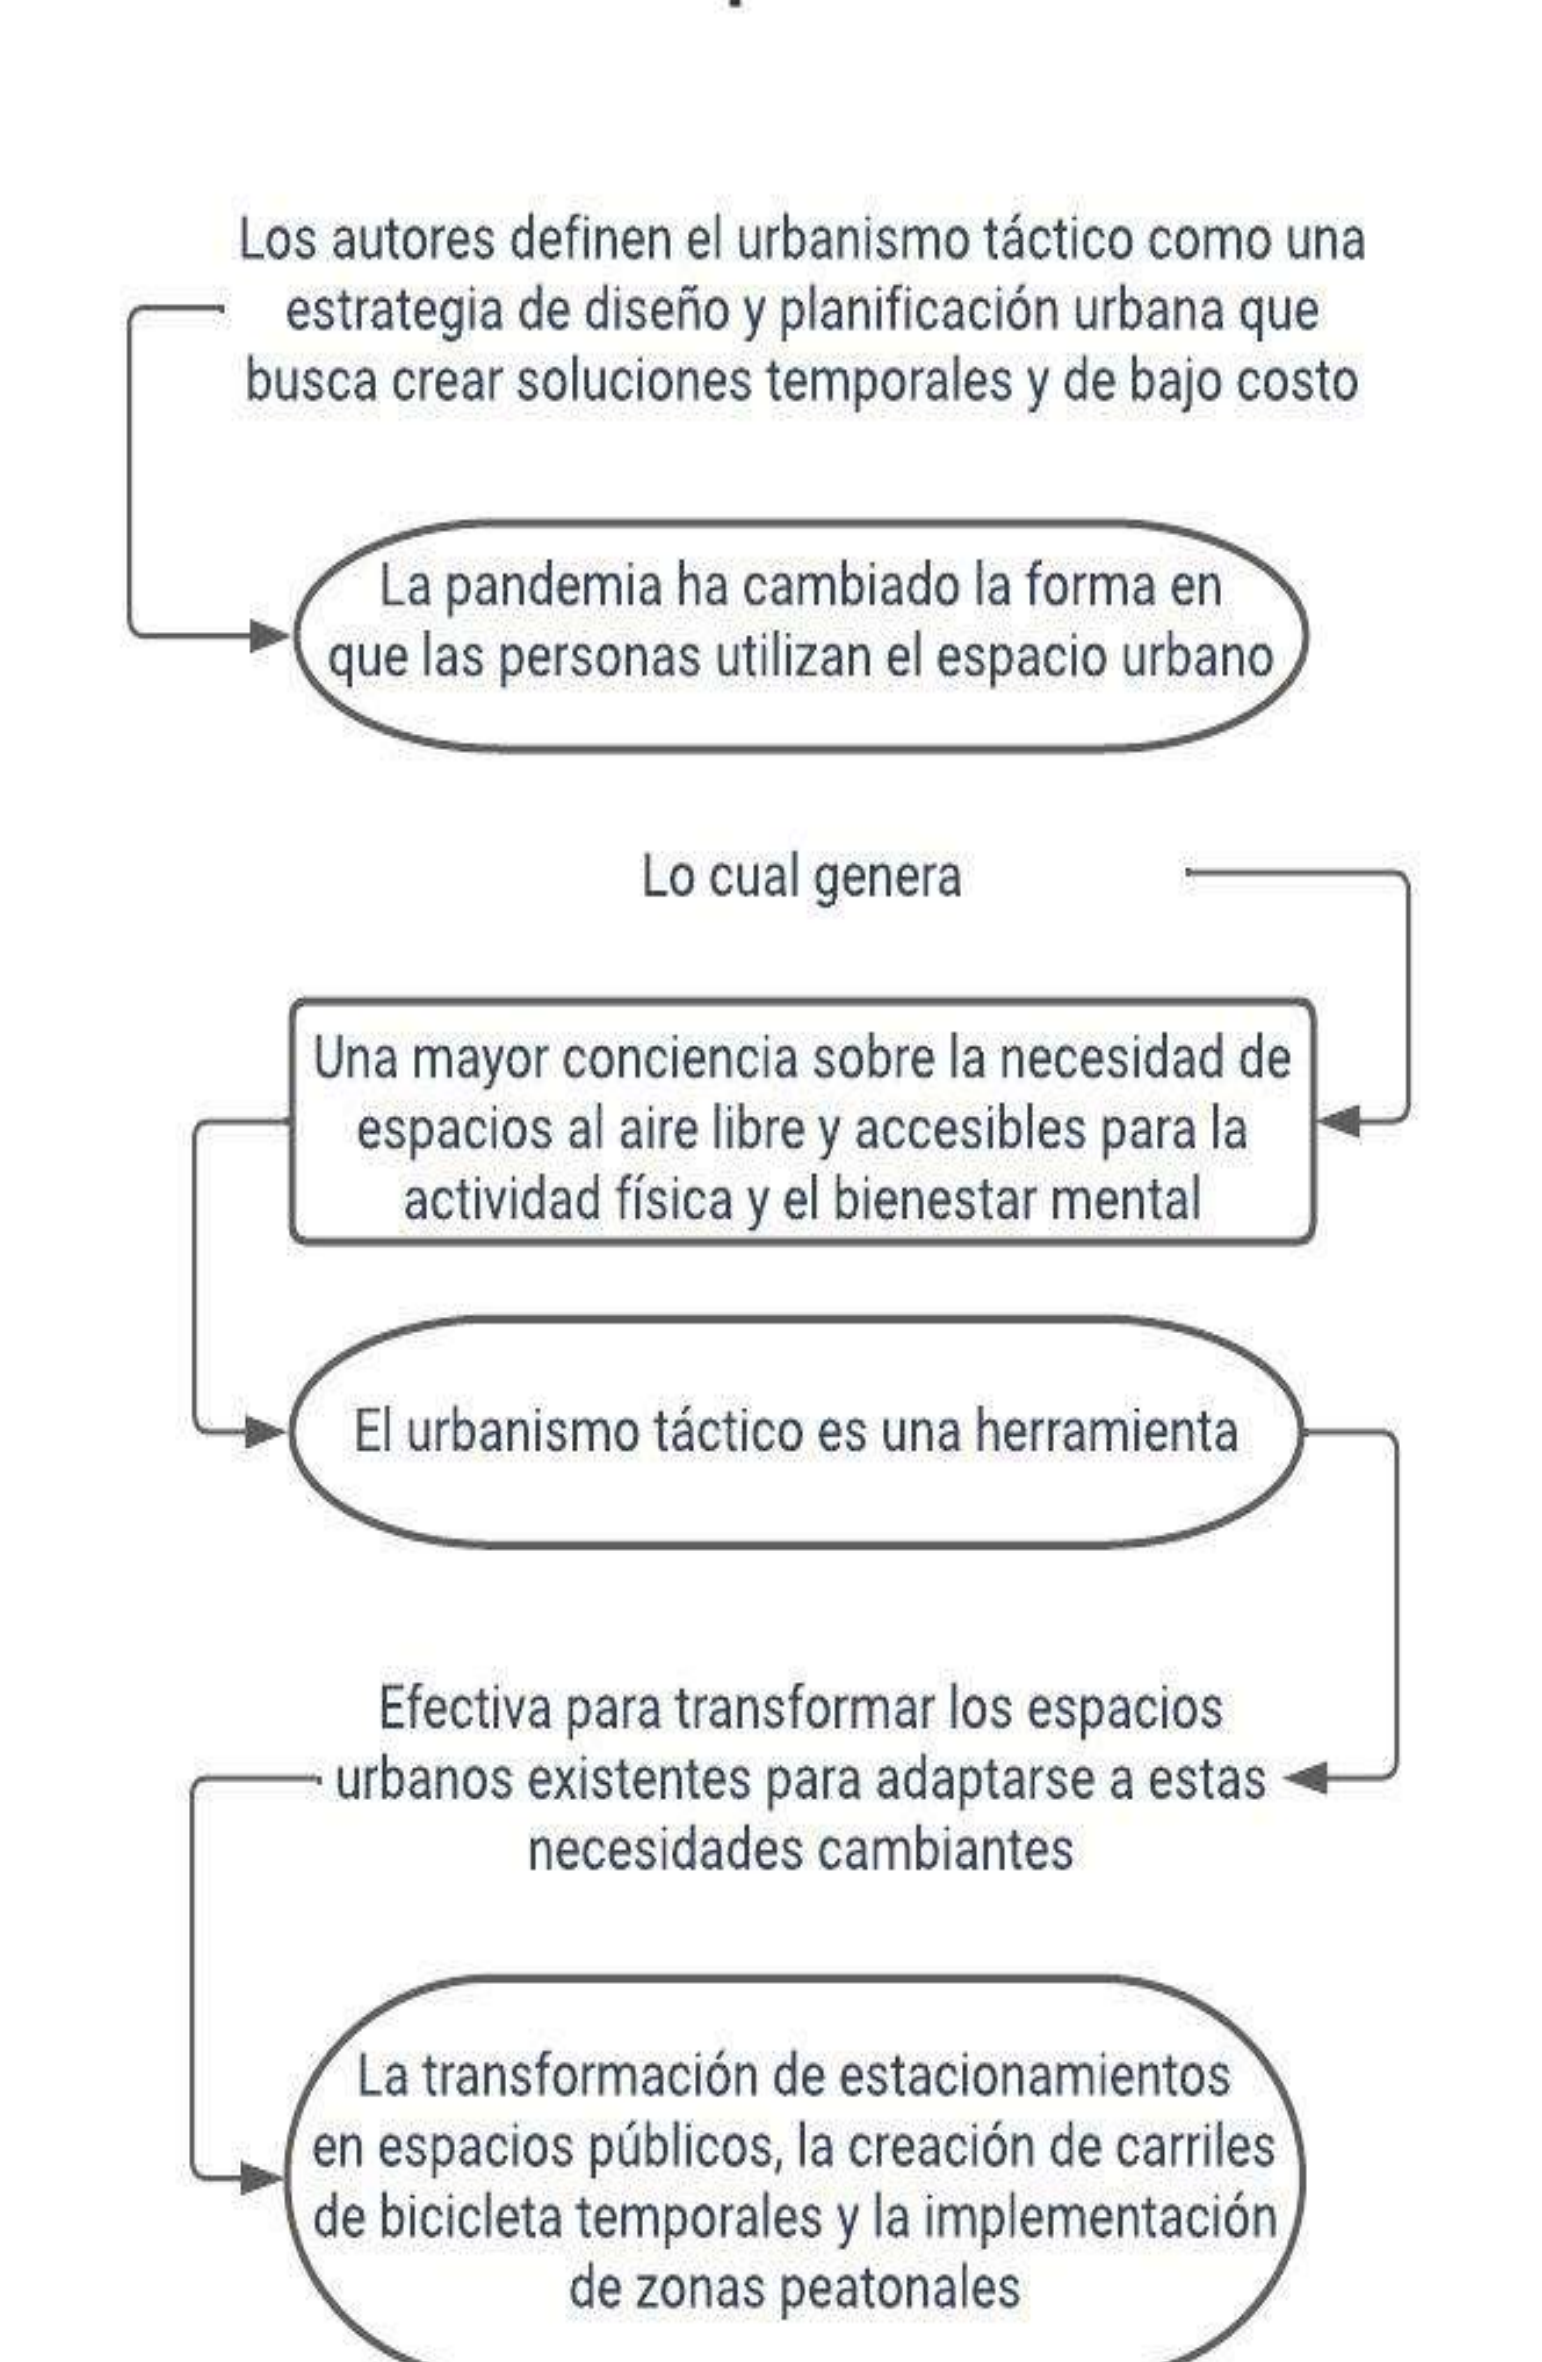 Los autores definen el urbanismo táctico como una
estrategia de diseño y planificación urbana que
busca crear soluciones temporales y de bajo costo
La pandemia ha cambiado la forma en
que las personas utilizan el espacio urbano
Lo cual genera
Una mayor conciencia sobre la necesidad de
espacios al aire libre y accesibles para la
actividad física y el bienestar mental
El urbanismo táctico es una herramienta
Efectiva para transformar los espacios
urbanos existentes para adaptarse a estas
necesidades cambiantes
La transformación de estacionamientos
en espacios públicos, la creación de carriles
de bicicleta temporales y la implementación
de zonas peatonales